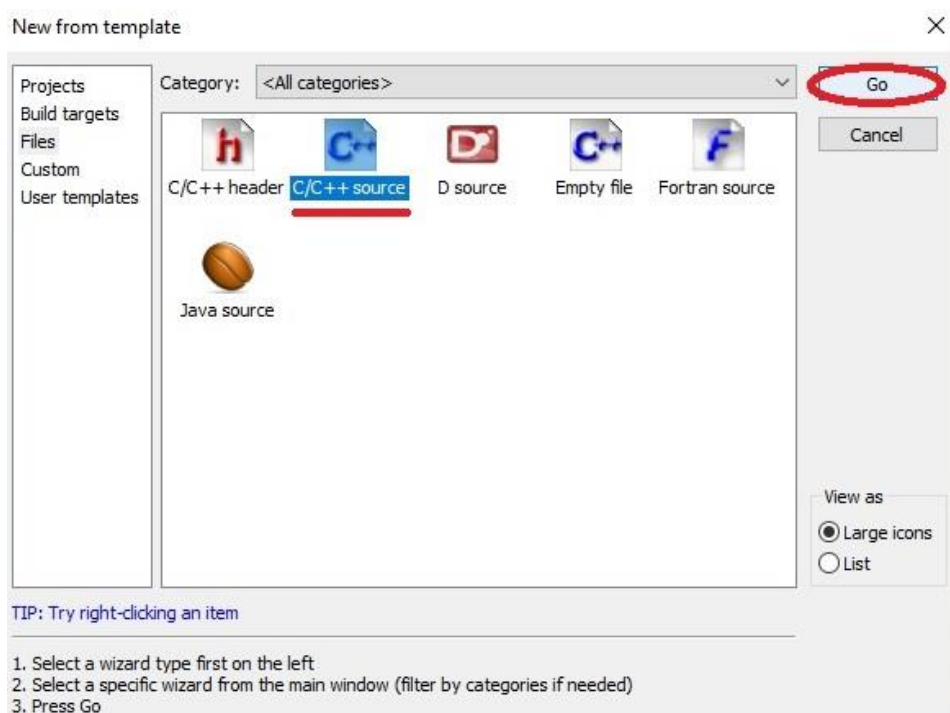 New from template
Projects
Build targets
Files
Custom
User templates
Category: <All categories>
C/C++ header C/C++ source D source Empty file Fortran source
Java source
Go
Cancel
View as
Large icons
List
TIP: Try right-clicking an item
1. Select a wizard type first on the left
2. Select a specific wizard from the main window (filter by categories if needed)
3. Press Go